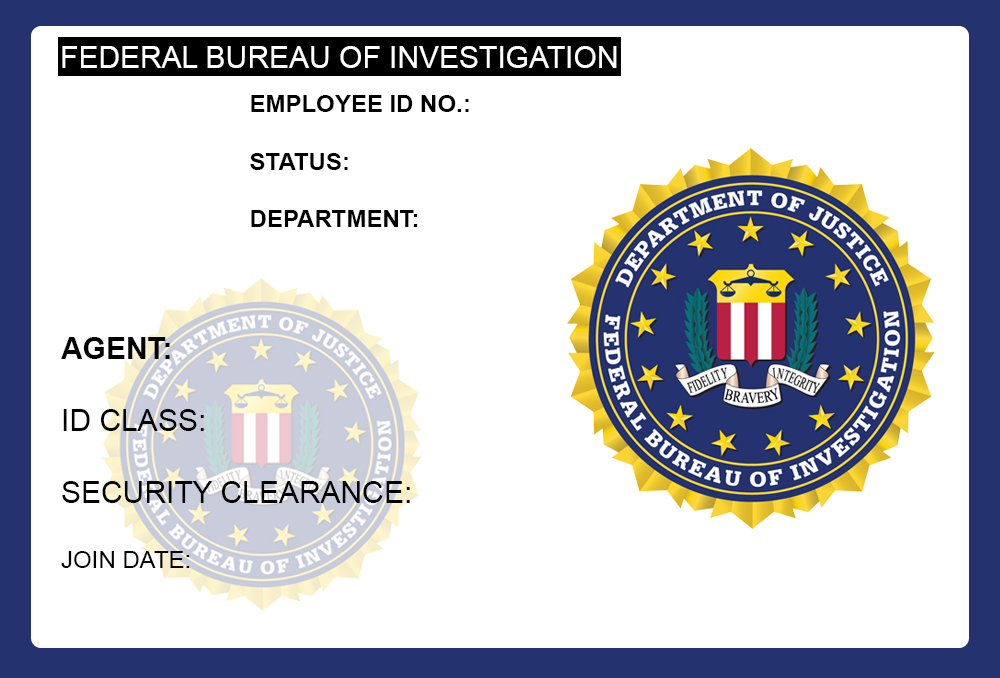 FEDERAL BUREAU OF INVESTIGATION
EMPLOYEE ID NO.:
STATUS:
DEPARTMENT:
DEPARTMENT OF JUSTICE
FEDERAL BUREAU OF INVESTIGATION
FIDELITY
BRAVERY
INTEGRITY
AGENT:
ID CLASS:
SECURITY CLEARANCE:
JOIN DATE:
DEPARTMENT OF JUSTICE
FEDERAL BUREAU OF INVESTIGATION
FIDELITY